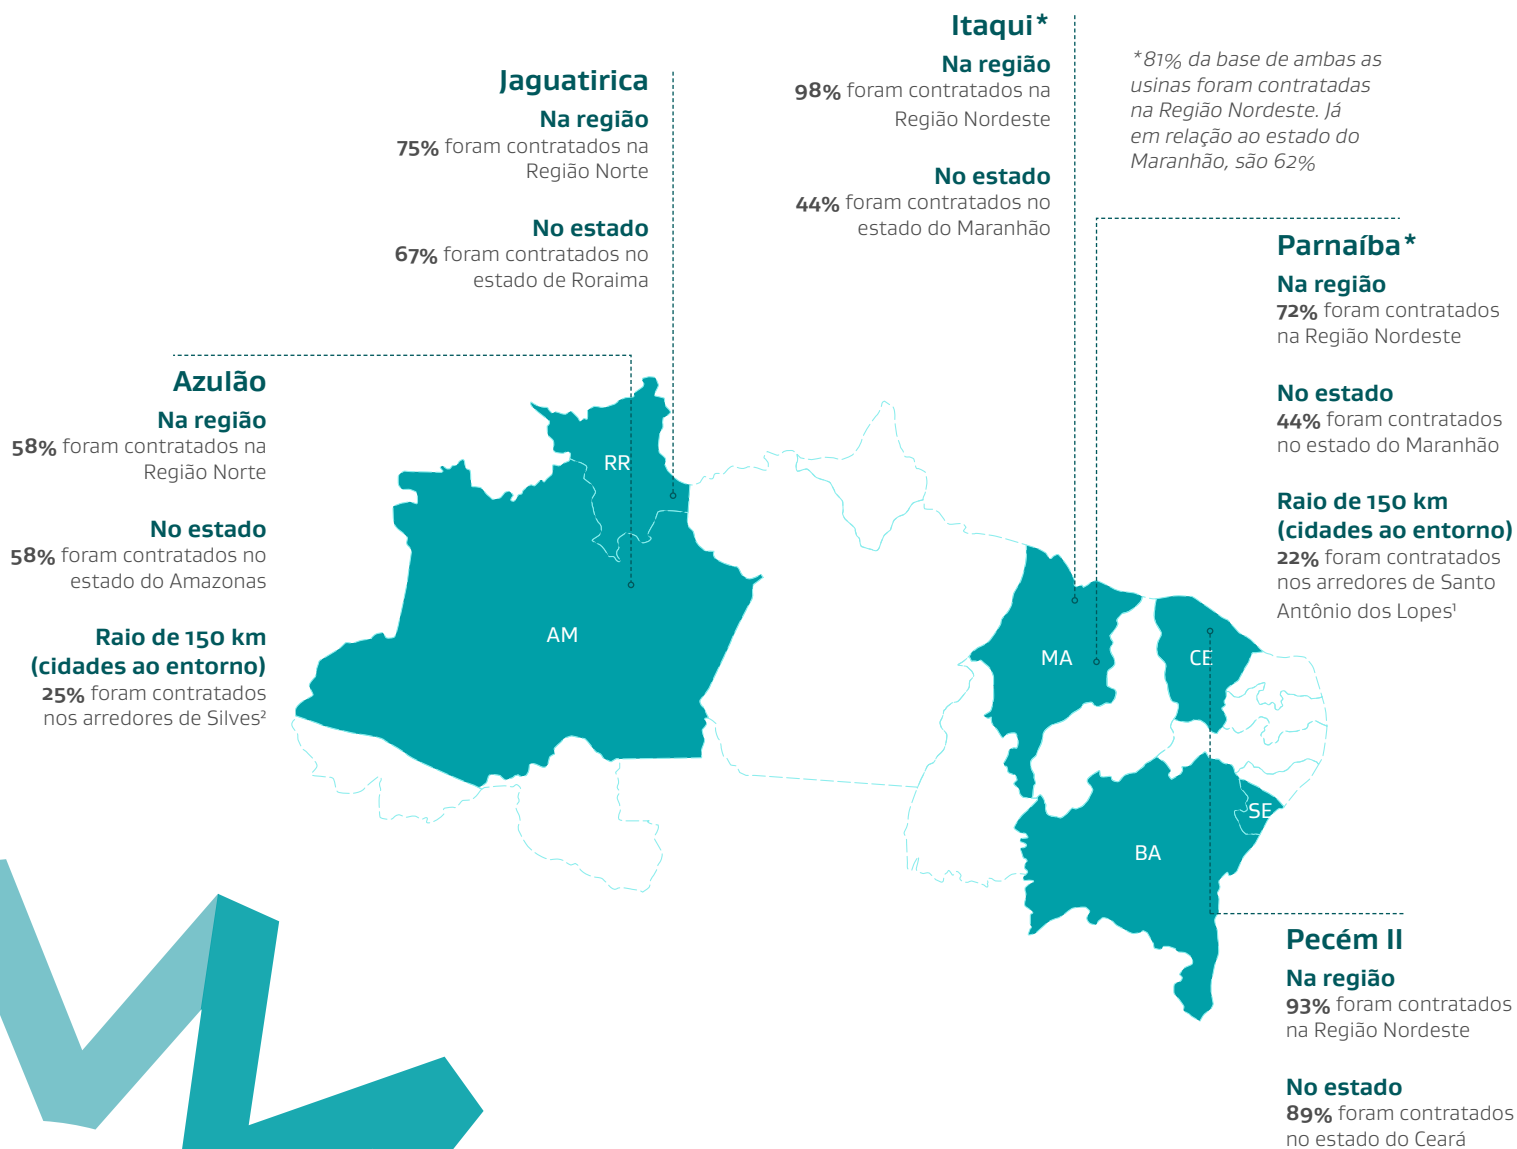 Itaqui*
Na região
98% foram contratados na
Região Nordeste
No estado
44% foram contratados no
estado do Maranhão
*81% da base de ambas as
usinas foram contratadas
na Região Nordeste. Já
em relação ao estado do
Maranhão, são 62%
Jaguatirica
Na região
75% foram contratados na
Região Norte
No estado
67% foram contratados no
estado de Roraima
Parnaíba*
Na região
72% foram contratados
na Região Nordeste
No estado
44% foram contratados
no estado do Maranhão
Raio de 150 km
(cidades ao entorno)
22% foram contratados
nos arredores de Santo
Antônio dos Lopes¹
Azulão
Na região
58% foram contratados na
Região Norte
No estado
58% foram contratados no
estado do Amazonas
Raio de 150 km
(cidades ao entorno)
25% foram contratados
nos arredores de Silves²
RR
AM
MA
CE
SE
BA
Pecém II
Na região
93% foram contratados
na Região Nordeste
No estado
89% foram contratados
no estado do Ceará